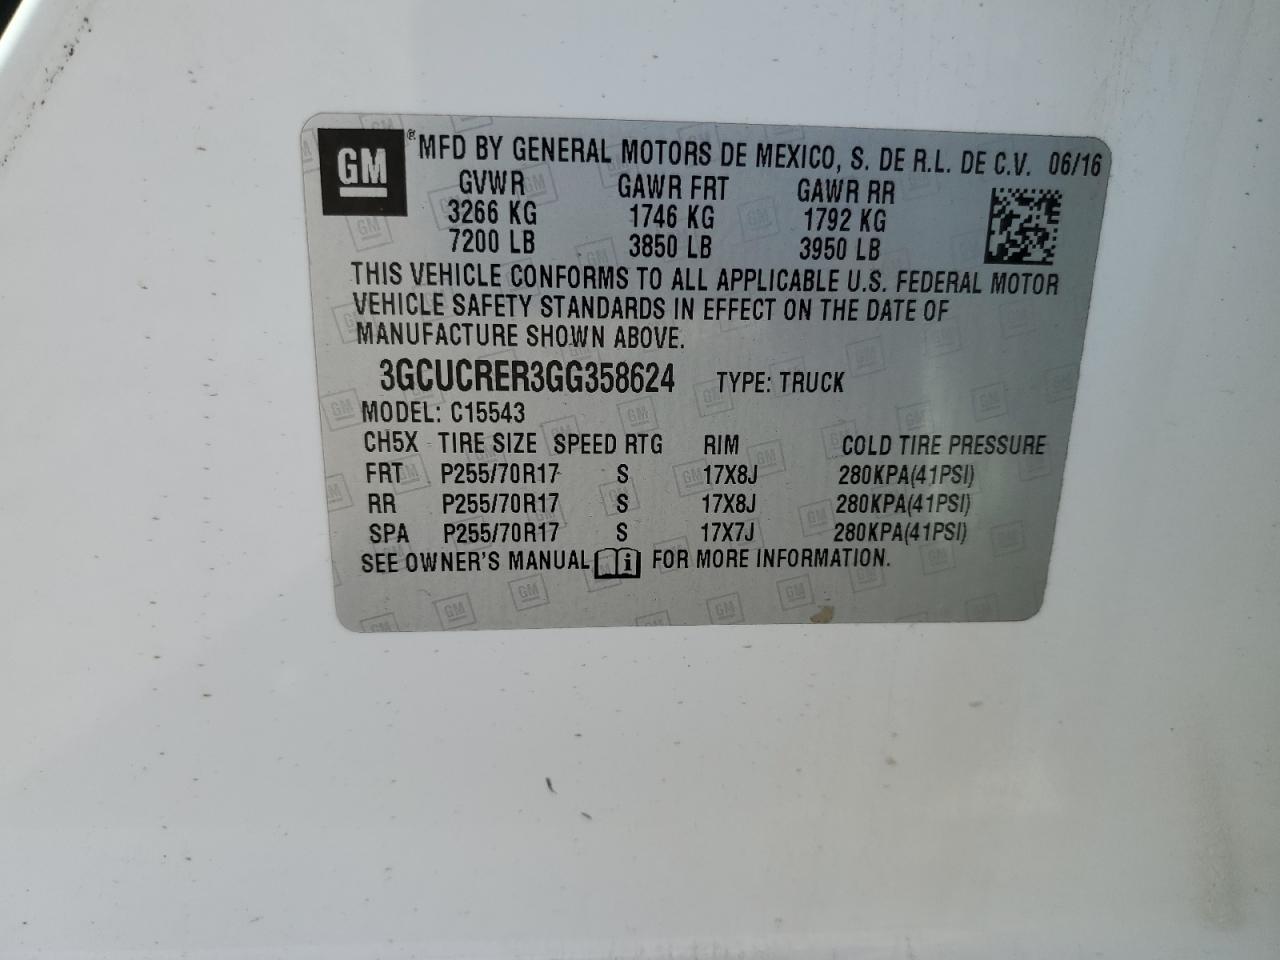 GM ® MFD BY GENERAL MOTORS DE MEXICO, S. DE R.L. DE C.V. 06/16
GVWR GAWR FRT GAWR RR
3266 KG 1746 KG 1792 KG
7200 LB 3850 LB 3950 LB
THIS VEHICLE CONFORMS TO ALL APPLICABLE U.S. FEDERAL MOTOR
VEHICLE SAFETY STANDARDS IN EFFECT ON THE DATE OF
MANUFACTURE SHOWN ABOVE.
3GCUCRER3GG358624 TYPE: TRUCK
MODEL: C15543
CH5X TIRE SIZE SPEED RTG RIM COLD TIRE PRESSURE
FRT P255/70R17 S 17X8J 280KPA(41PSI)
RR P255/70R17 S 17X8J 280KPA(41PSI)
SPA P255/70R17 S 17X7J 280KPA(41PSI)
SEE OWNER'S MANUAL i FOR MORE INFORMATION.